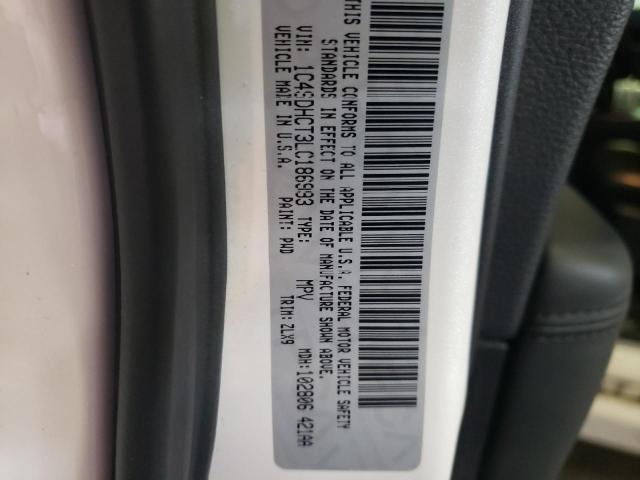 THIS VEHICLE CONFORMS TO ALL APPLICABLE U.S.A. FEDERAL MOTOR VEHICLE SAFETY
STANDARDS IN EFFECT ON THE DATE OF MANUFACTURE SHOWN ABOVE.
VIN: 1C4SDHCT3LC186993 TYPE: MPV MDH:102806 421AA
VEHICLE MADE IN U.S.A. PAINT: PWD TRIM: ZLX9